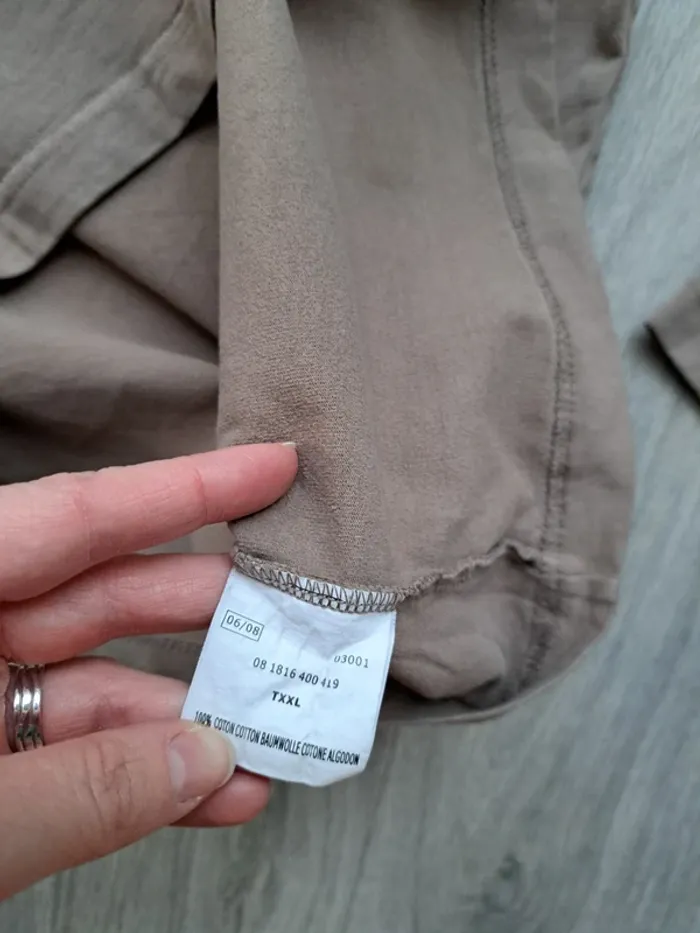 06/08
03001
08 1816 400 419
TXXL
100% COTON COTTON BAUMWOLLE COTONE ALGODON